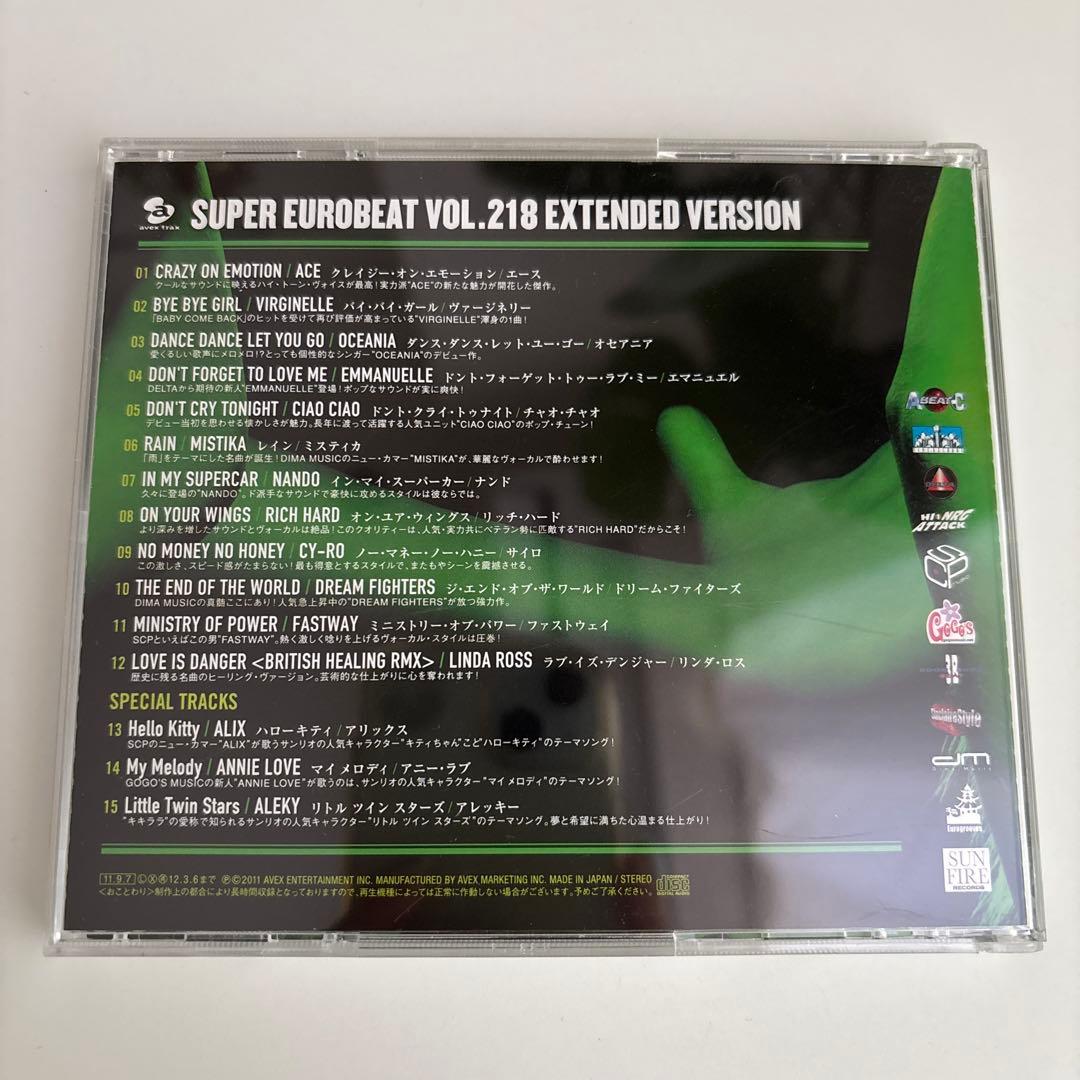 a
avex trax
SUPER EUROBEAT VOL.218 EXTENDED VERSION
01 CRAZY ON EMOTION / ACE クレイジー・オン・エモーション/エース
クールなサウンドに映えるハイ・トーン・ヴォイスが最高!実力派"ACE"の新たな魅力が開花した傑作。
02 BYE BYE GIRL / VIRGINELLE バイ・バイ・ガール/ヴァージネリー
「BABY COME BACK」のヒットを受けて再び評価が高まっている"VIRGINELLE"渾身の1曲!
03 DANCE DANCE LET YOU GO / OCEANIA ダンス・ダンス・レット・ユー・ゴー/オセアニア
愛くるしい歌声にメロメロ!?とっても個性的なシンガー"OCEANIA"のデビュー作。
04 DON'T FORGET TO LOVE ME / EMMANUELLE ドント・フォーゲット・トゥー・ラブ・ミー/エマニュエル
DELTAから期待の新人"EMMANUELLE"登場!ポップなサウンドが実に爽快!
05 DON'T CRY TONIGHT / CIAO CIAO ドント・クライ・トゥナイト/チャオ・チャオ
デビュー当初を思わせる懐かしさが魅力。長年に渡って活躍する人気ユニット"CIAO CIAO"のポップ・チューン!
06 RAIN / MISTIKA レイン/ミスティカ
「雨」をテーマにした名曲が誕生!DIMA MUSICのニュー・カマー"MISTIKA"が、華麗なヴォーカルで酔わせます!
07 IN MY SUPERCAR / NANDO イン・マイ・スーパーカー/ナンド
久々に登場の"NANDO"。ド派手なサウンドで豪快に攻めるスタイルは彼ならでは。
08 ON YOUR WINGS / RICH HARD オン・ユア・ウィングス/リッチ・ハード
より深みを増したサウンドとヴォーカルは絶品!このクオリティーは、人気・実力共にベテラン勢に匹敵する"RICH HARD"だからこそ!
09 NO MONEY NO HONEY / CY-RO ノー・マネー・ノー・ハニー/サイロ
この激しさ、スピード感がたまらない!最も得意とするスタイルで、またもやシーンを震撼させる。
10 THE END OF THE WORLD / DREAM FIGHTERS ジ・エンド・オブ・ザ・ワールド/ドリーム・ファイターズ
DIMA MUSICの真髄ここにあり!人気急上昇中の"DREAM FIGHTERS"が放つ強力作。
11 MINISTRY OF POWER / FASTWAY ミニストリー・オブ・パワー/ファストウェイ
SCPといえばこの男"FASTWAY"。熱く激しく唸りを上げるヴォーカル・スタイルは圧巻!
12 LOVE IS DANGER <BRITISH HEALING RMX> / LINDA ROSS ラブ・イズ・デンジャー/リンダ・ロス
歴史に残る名曲のヒーリング・ヴァージョン。芸術的な仕上がりに心を奪われます!
SPECIAL TRACKS
13 Hello Kitty / ALIX ハローキティ/アリックス
SCPのニュー・カマー"ALIX"が歌うサンリオの人気キャラクター"キティちゃん"こと"ハローキティ"のテーマソング!
14 My Melody / ANNIE LOVE マイメロディ/アニー・ラブ
GOGO'S MUSICの新人"ANNIE LOVE"が歌うのは、サンリオの人気キャラクター"マイメロディ"のテーマソング!
15 Little Twin Stars / ALEKY リトル ツイン スターズ/アレッキー
"キキララ"の愛称で知られるサンリオの人気キャラクター"リトル ツイン スターズ"のテーマソング。夢と希望に満ちた心温まる仕上がり!
11.9.7 Ⓛ Ⓧ 12.3.6まで ℗©2011 AVEX ENTERTAINMENT INC. MANUFACTURED BY AVEX MARKETING INC. MADE IN JAPAN / STEREO
COMPACT
disc
DIGITAL AUDIO
<おことわり>制作上の都合により長時間収録となっておりますので、再生機種によっては正常に作動しない場合がございます。予めご了承ください。
A BEAT-C
DELTA
HI-NRG
ATTACK
SCP
GOGO'S
3R
SinclaireStyle
dm
Dima Music
Eurogrooves
SUN
FIRE
RECORDS